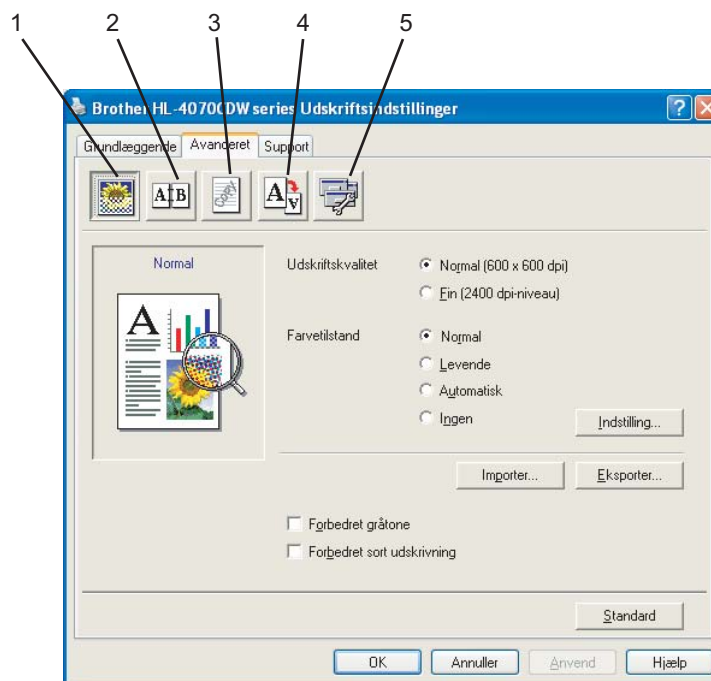 1 2 3 4 5
Brother HL-4070CDW series Udskriftsindstillinger
Grundlæggende Avanceret Support
A B
Copy
A A
Normal
Udskriftskvalitet Normal (600 x 600 dpi)
Fin (2400 dpi-niveau)
A
Farvetilstand Normal
Levende
Automatisk
Ingen
Indstilling...
Importer... Eksporter...
Forbedret gråtone
Forbedret sort udskrivning
Standard
OK Annuller Anvend Hjælp